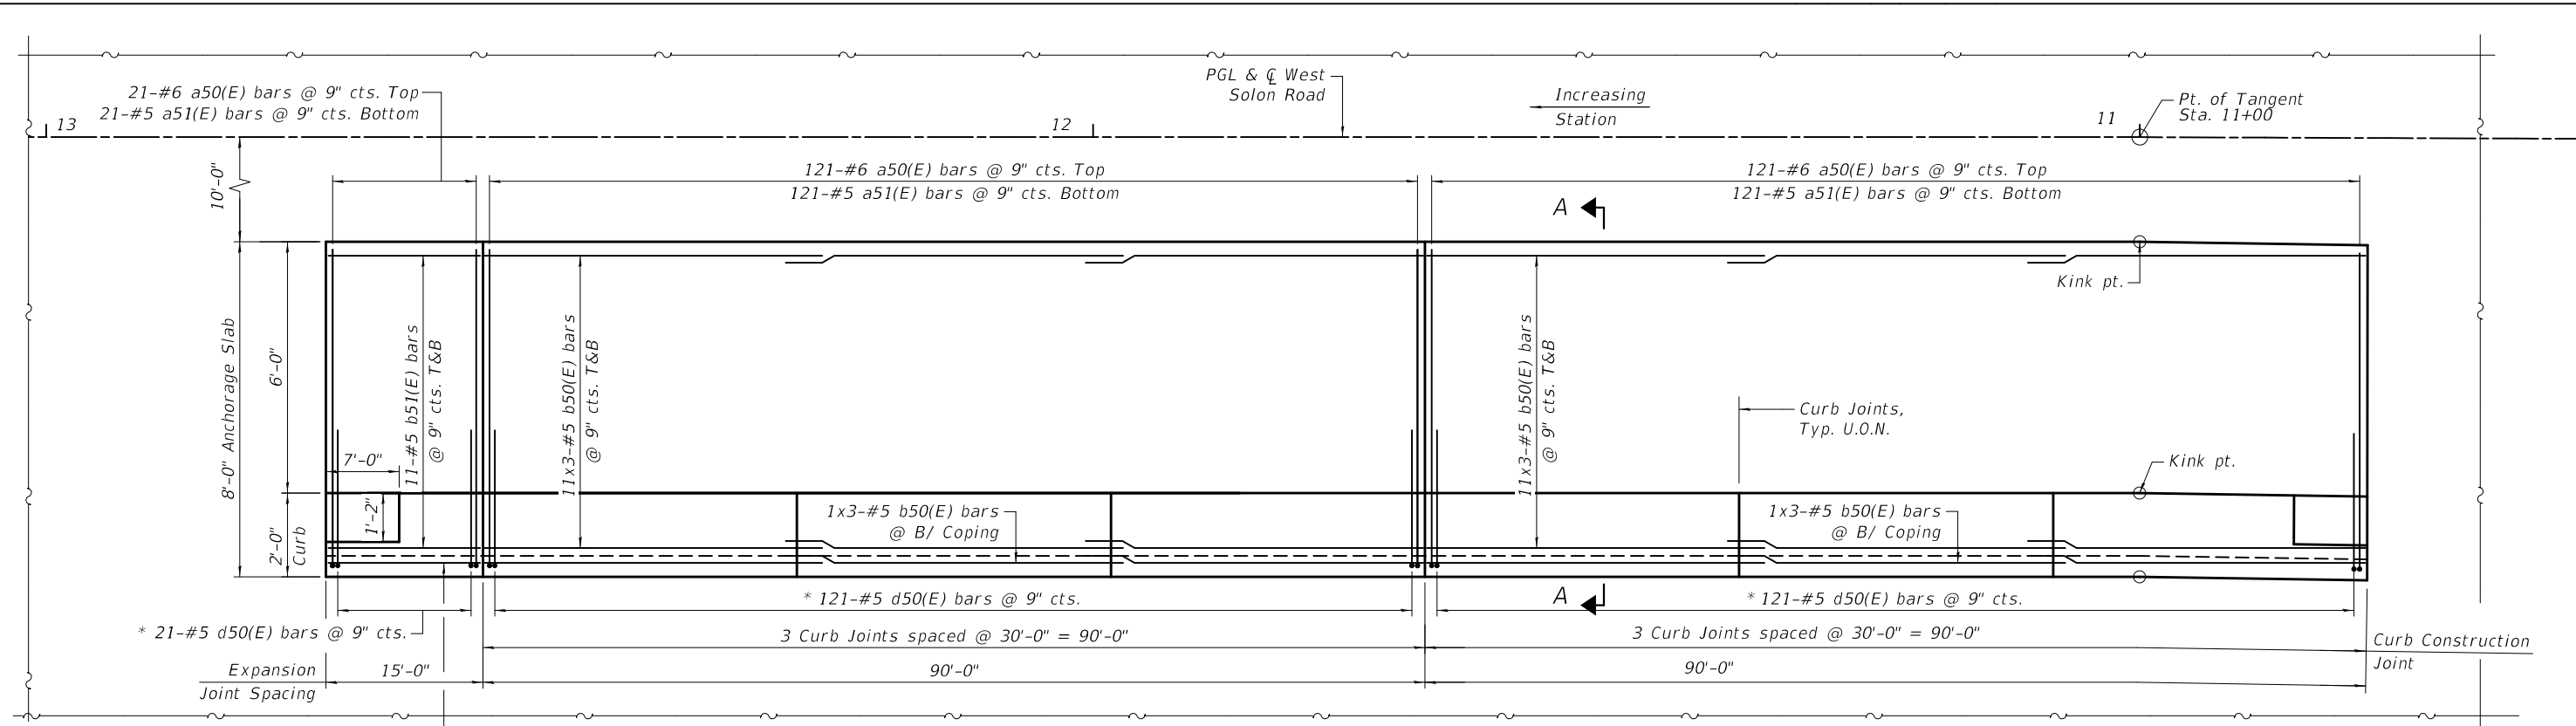 21-#6 a50(E) bars @ 9" cts. Top
21-#5 a51(E) bars @ 9" cts. Bottom
PGL & ℄ West
Solon Road
Increasing
Station
Pt. of Tangent
Sta. 11+00
13
12
11
10'-0"
121-#6 a50(E) bars @ 9" cts. Top
121-#5 a51(E) bars @ 9" cts. Bottom
121-#6 a50(E) bars @ 9" cts. Top
121-#5 a51(E) bars @ 9" cts. Bottom
A
Kink pt.
8'-0" Anchorage Slab
6'-0"
11-#5 b51(E) bars
@ 9" cts. T&B
11x3-#5 b50(E) bars
@ 9" cts. T&B
11x3-#5 b50(E) bars
@ 9" cts. T&B
Curb Joints,
Typ. U.O.N.
7'-0"
Kink pt.
1'-2"
2'-0"
Curb
1x3-#5 b50(E) bars
@ B/ Coping
1x3-#5 b50(E) bars
@ B/ Coping
A
* 121-#5 d50(E) bars @ 9" cts.
* 121-#5 d50(E) bars @ 9" cts.
* 21-#5 d50(E) bars @ 9" cts.
3 Curb Joints spaced @ 30'-0" = 90'-0"
3 Curb Joints spaced @ 30'-0" = 90'-0"
Curb Construction
Joint
Expansion
Joint Spacing
15'-0"
90'-0"
90'-0"